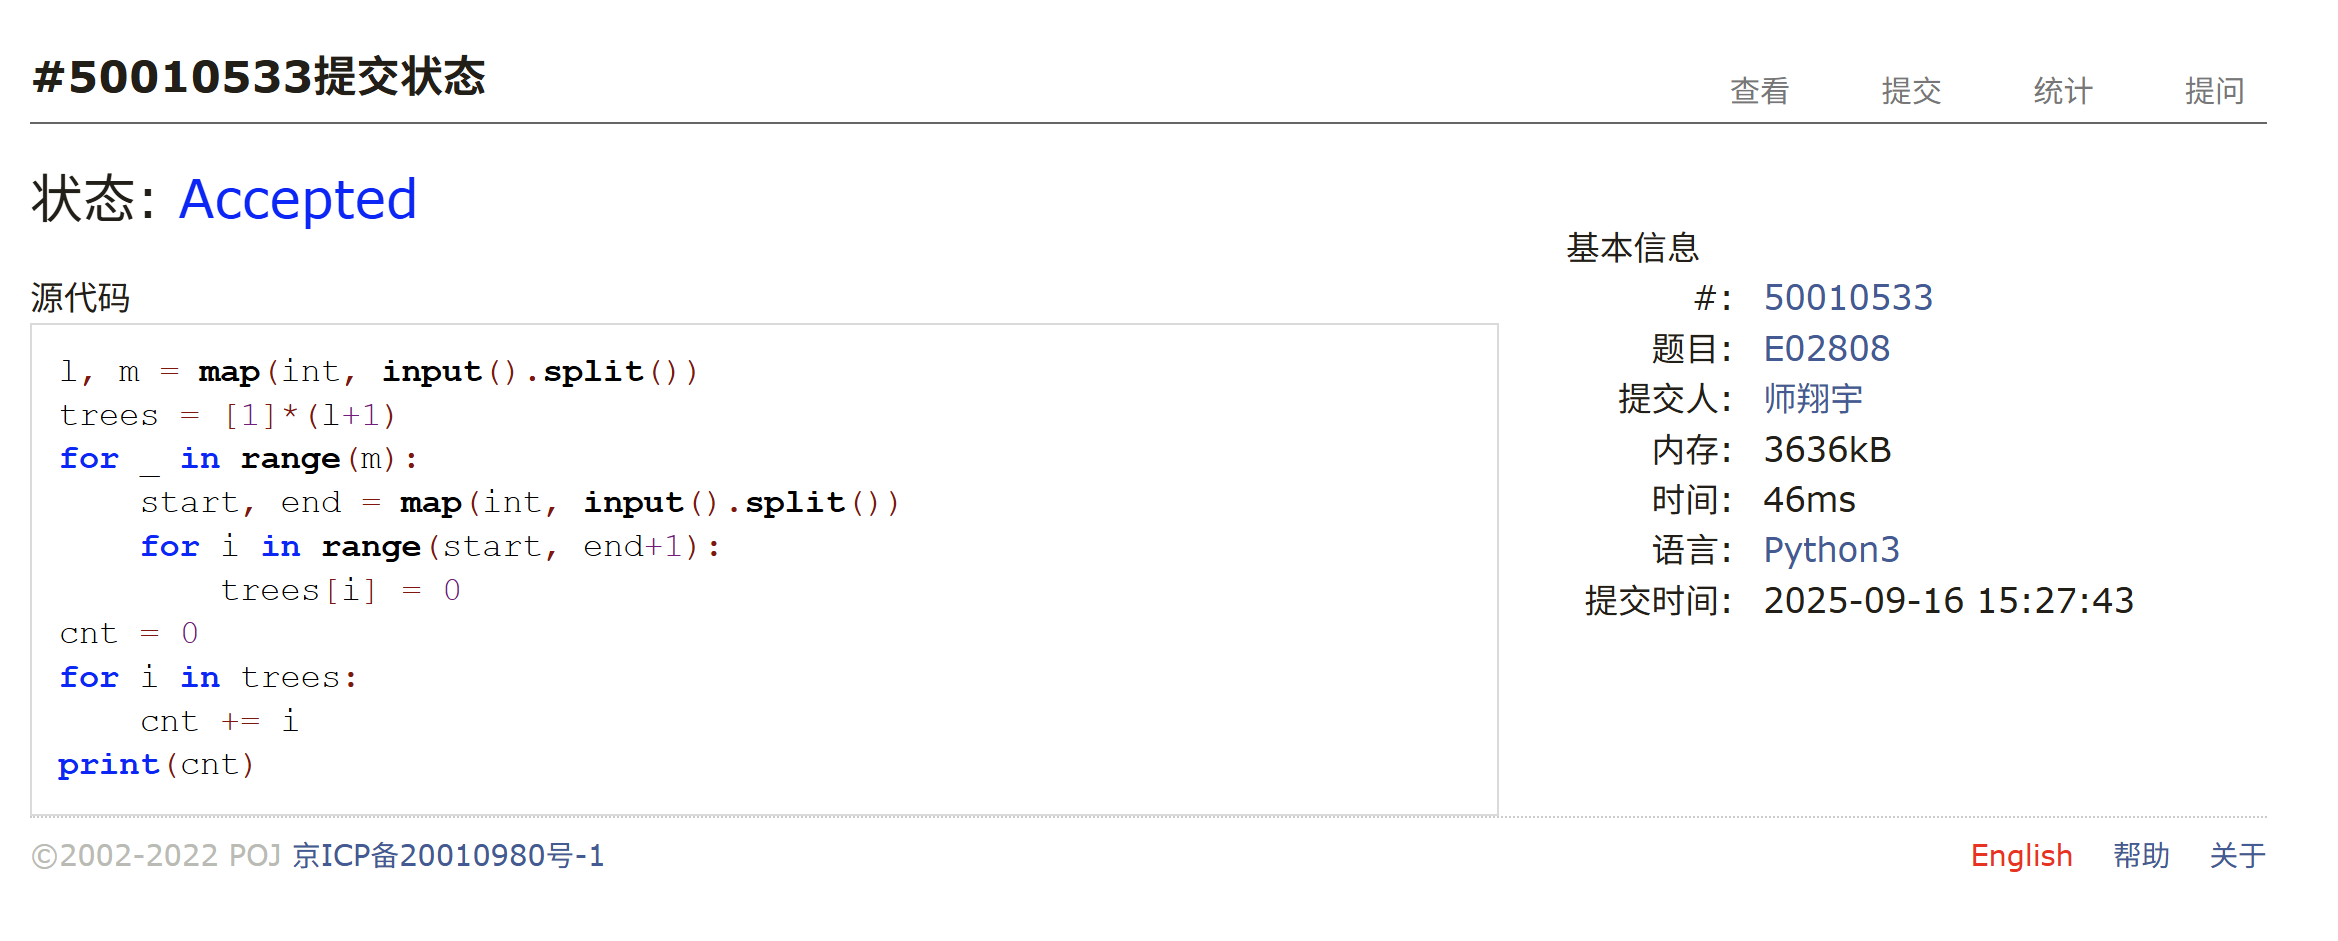 #50010533提交状态
查看 提交 统计 提问
状态: Accepted
源代码
l, m = map(int, input().split())
trees = [1]*(l+1)
for _ in range(m):
    start, end = map(int, input().split())
    for i in range(start, end+1):
        trees[i] = 0
cnt = 0
for i in trees:
    cnt += i
print(cnt)
基本信息
#: 50010533
题目: E02808
提交人: 师翔宇
内存: 3636kB
时间: 46ms
语言: Python3
提交时间: 2025-09-16 15:27:43
©2002-2022 POJ 京ICP备20010980号-1
English 帮助 关于